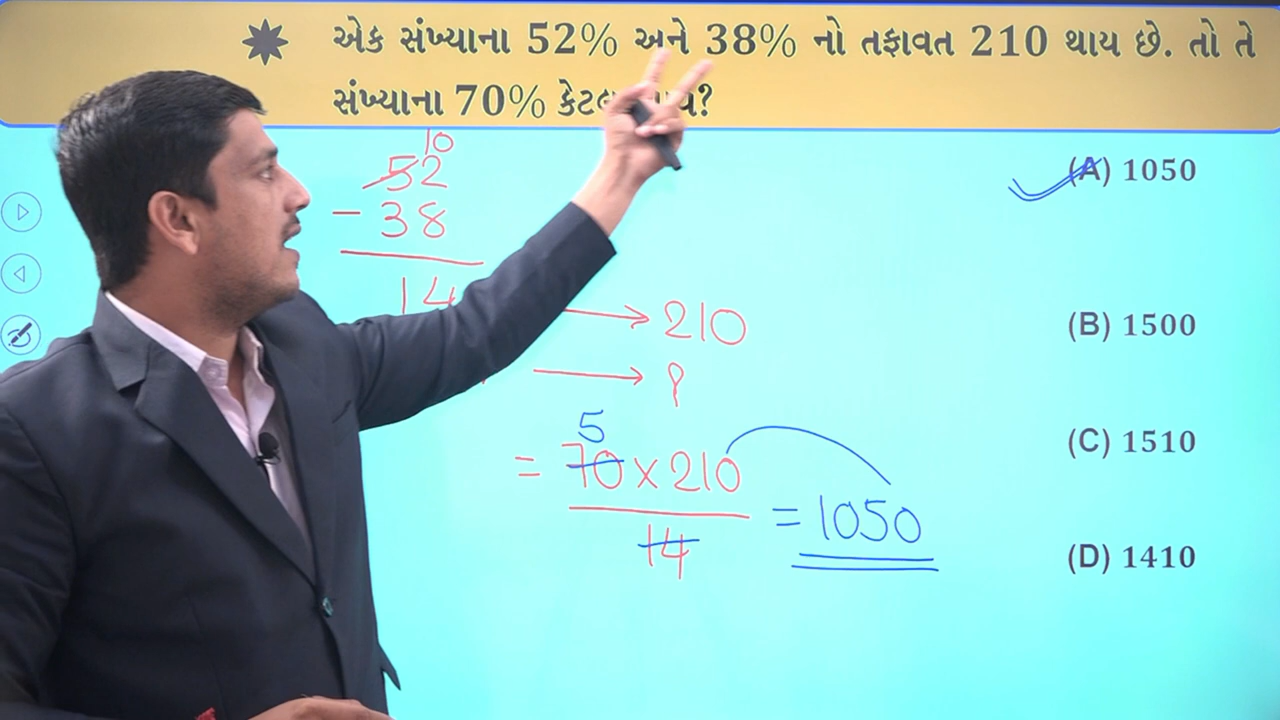 એક સંખ્યાના 52% અને 38% નો તફાવત 210 થાય છે. તો તે
સંખ્યાના 70% ?
10
52
- 38
14
→ 210
→ ?
5
= 70 x 210
14
= 1050
(A) 1050
(B) 1500
(C) 1510
(D) 1410